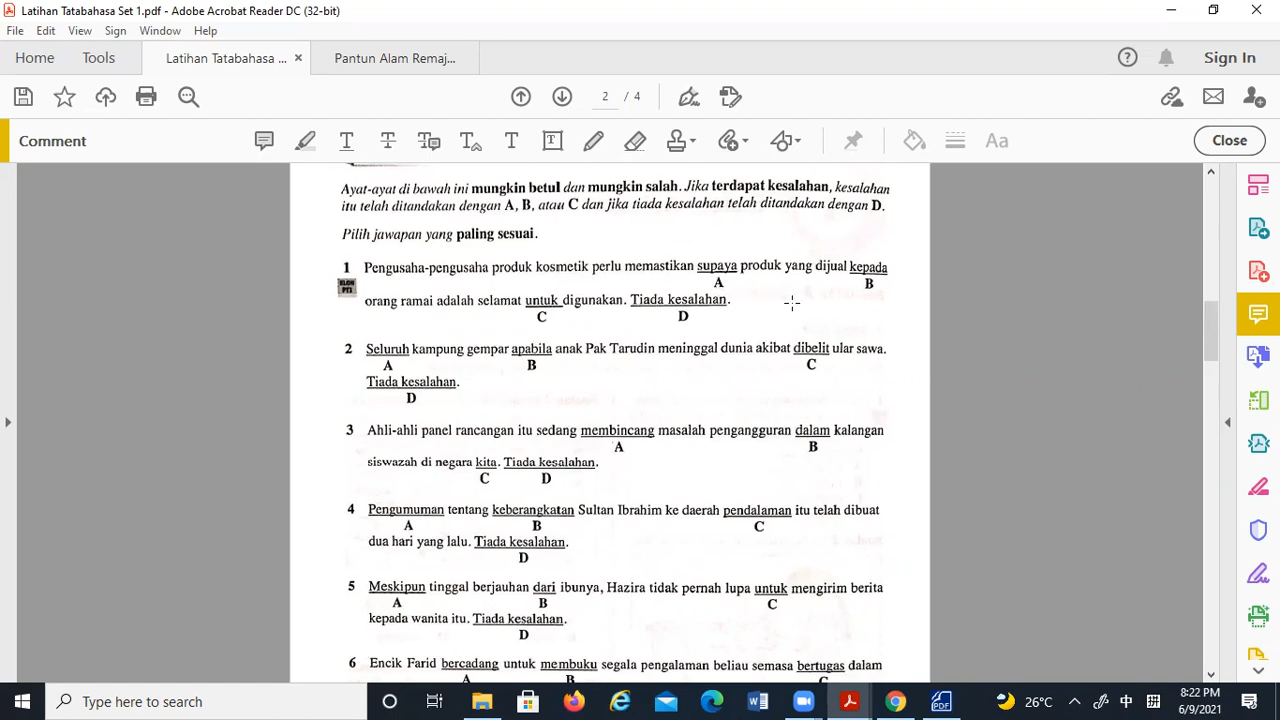 Latihan Tatabahasa Set 1.pdf - Adobe Acrobat Reader DC (32-bit)
File Edit View Sign Window Help
Home Tools Latihan Tatabahasa ... × Pantun Alam Remaj... Sign In
2 / 4
Comment Close
Ayat-ayat di bawah ini mungkin betul dan mungkin salah. Jika terdapat kesalahan, kesalahan
itu telah ditandakan dengan A, B, atau C dan jika tiada kesalahan telah ditandakan dengan D.
Pilih jawapan yang paling sesuai.
1 Pengusaha-pengusaha produk kosmetik perlu memastikan supaya produk yang dijual kepada
A B
orang ramai adalah selamat untuk digunakan. Tiada kesalahan.
C D
2 Seluruh kampung gempar apabila anak Pak Tarudin meninggal dunia akibat dibelit ular sawa.
A B C
Tiada kesalahan.
D
3 Ahli-ahli panel rancangan itu sedang membincang masalah pengangguran dalam kalangan
A B
siswazah di negara kita. Tiada kesalahan.
C D
4 Pengumuman tentang keberangkatan Sultan Ibrahim ke daerah pendalaman itu telah dibuat
A B C
dua hari yang lalu. Tiada kesalahan.
D
5 Meskipun tinggal berjauhan dari ibunya, Hazira tidak pernah lupa untuk mengirim berita
A B C
kepada wanita itu. Tiada kesalahan.
D
6 Encik Farid bercadang untuk membuku segala pengalaman beliau semasa bertugas dalam
A B C
Type here to search 26°C 中 拼 8:22 PM
6/9/2021